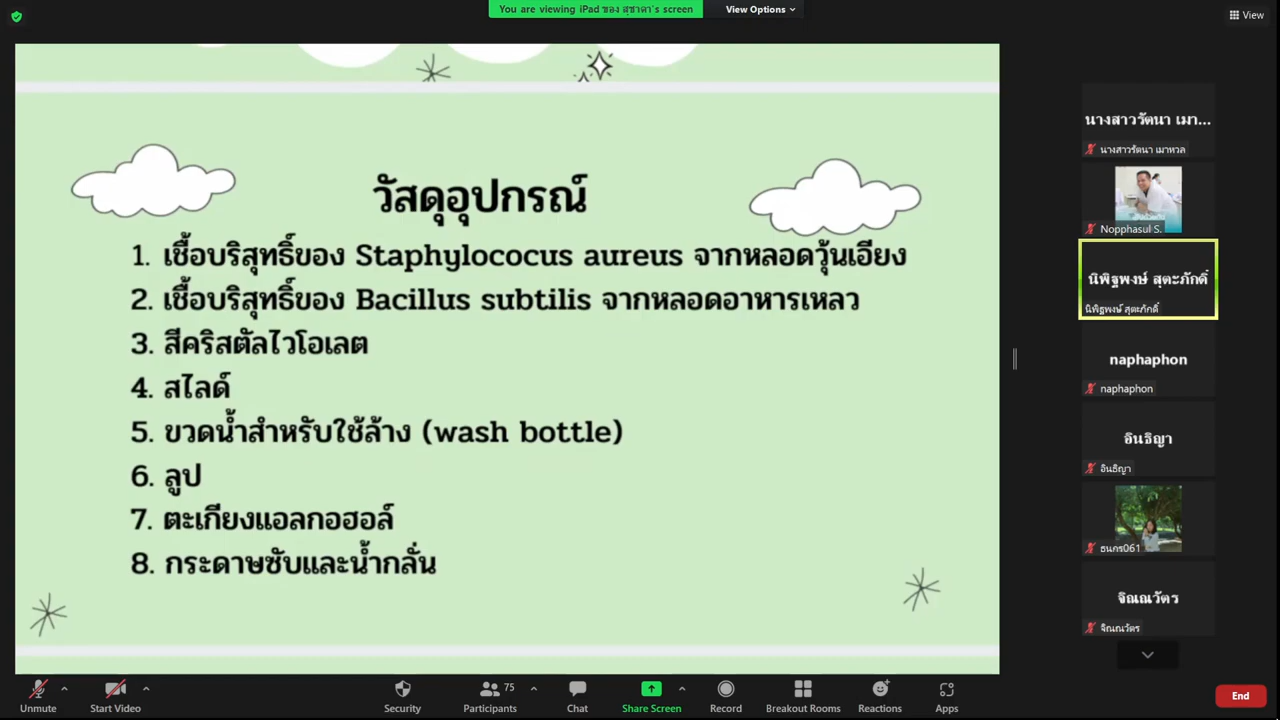 You are viewing iPad ของ สุชาดา's screen
View Options
View
วัสดุอุปกรณ์
1. เชื้อบริสุทธิ์ของ Staphylococus aureus จากหลอดวุ้นเอียง
2. เชื้อบริสุทธิ์ของ Bacillus subtilis จากหลอดอาหารเหลว
3. สีคริสตัลไวโอเลต
4. สไลด์
5. ขวดน้ำสำหรับใช้ล้าง (wash bottle)
6. ลูป
7. ตะเกียงแอลกอฮอล์
8. กระดาษซับและน้ำกลั่น
นางสาววัตนา เมา...
นางสาวรัตนา เมาหวล
Nopphasul S.
นิพิฐพงษ์ สุตะภักดิ์
นิพิฐพงษ์ สุตะภักดิ์
naphaphon
naphaphon
อินธิญา
อินธิญา
ธนกร061
จิณณวัตร
จิณณวัตร
Unmute
Start Video
Security
75
Participants
Chat
Share Screen
Record
Breakout Rooms
Reactions
Apps
End